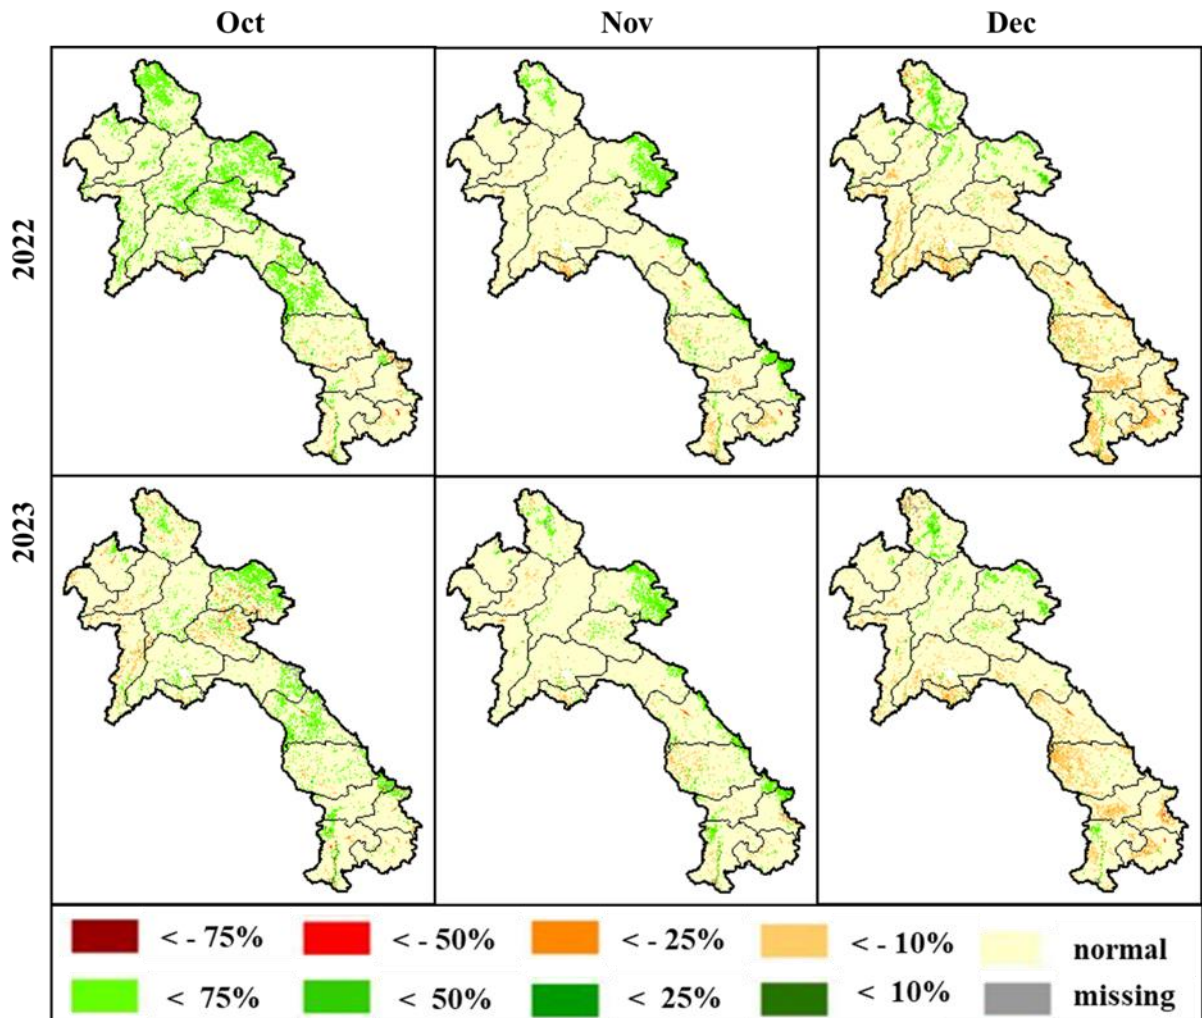 Oct Nov Dec
2022
2023
< - 75% < - 50% < - 25% < - 10% normal
< 75% < 50% < 25% < 10% missing